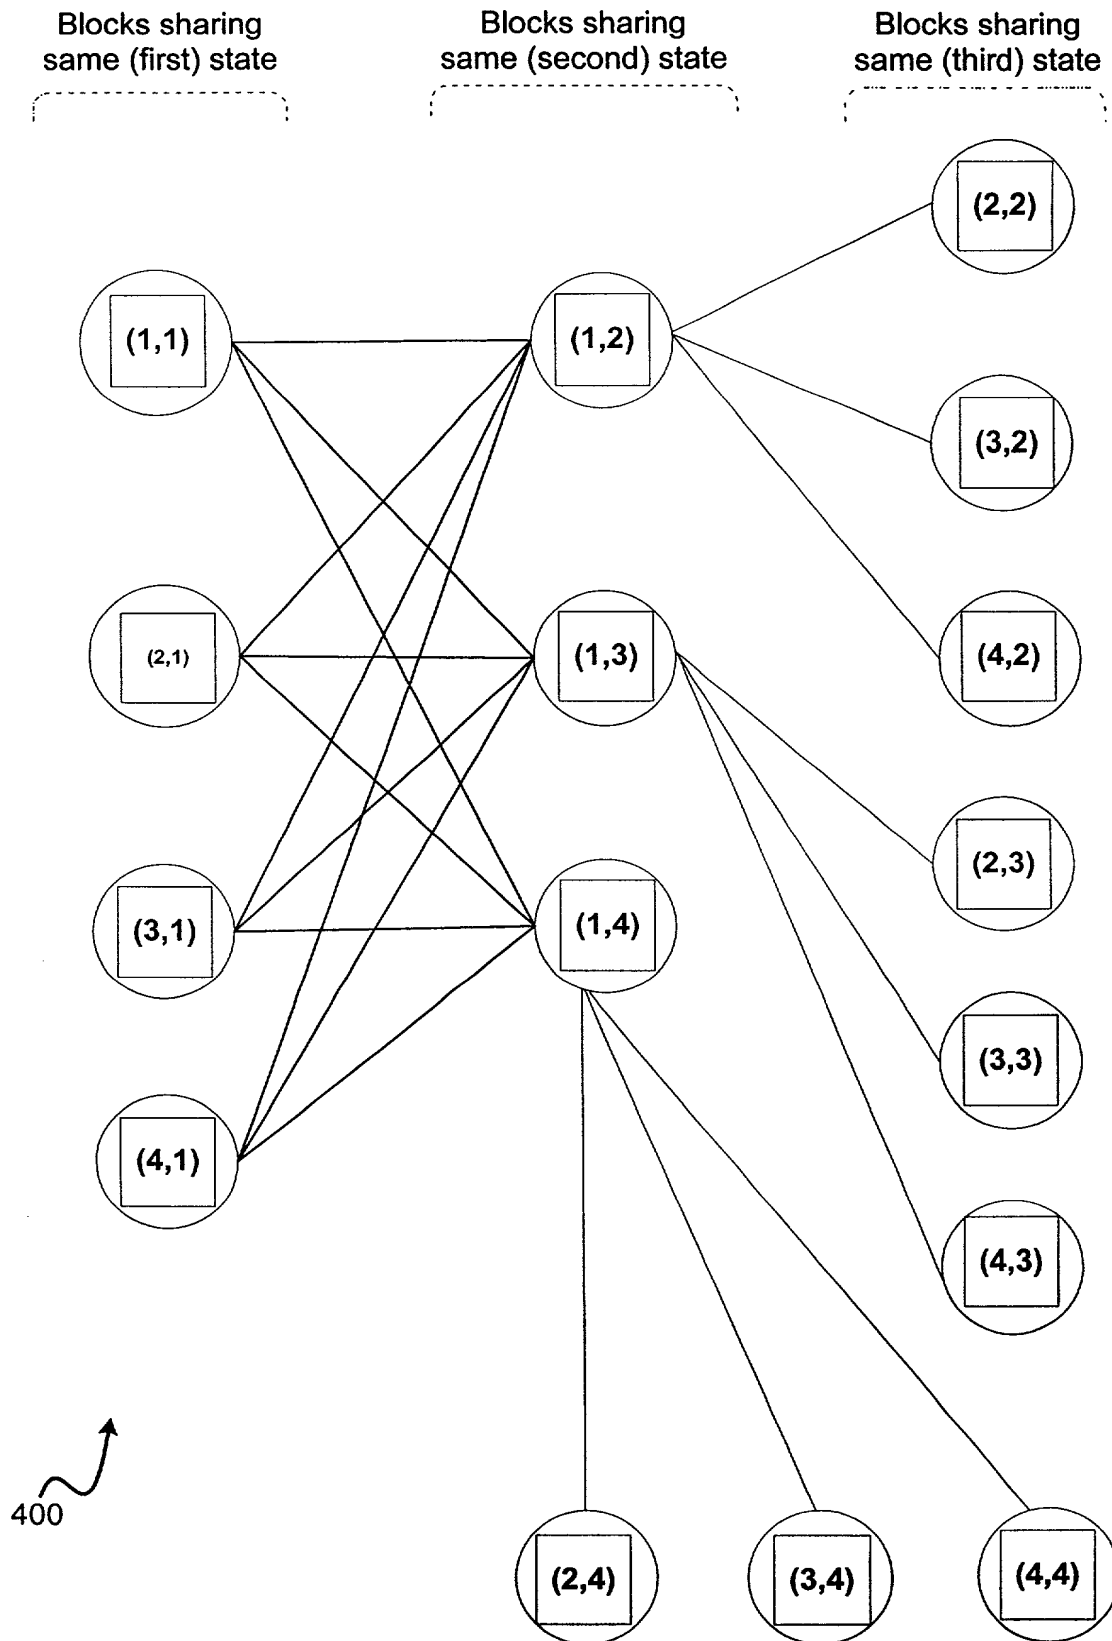 Blocks sharing
same (first) state
Blocks sharing
same (second) state
Blocks sharing
same (third) state
(2,2)
(1,1)
(1,2)
(3,2)
(2,1)
(1,3)
(4,2)
(2,3)
(3,1)
(1,4)
(3,3)
(4,1)
(4,3)
400
(2,4)
(3,4)
(4,4)